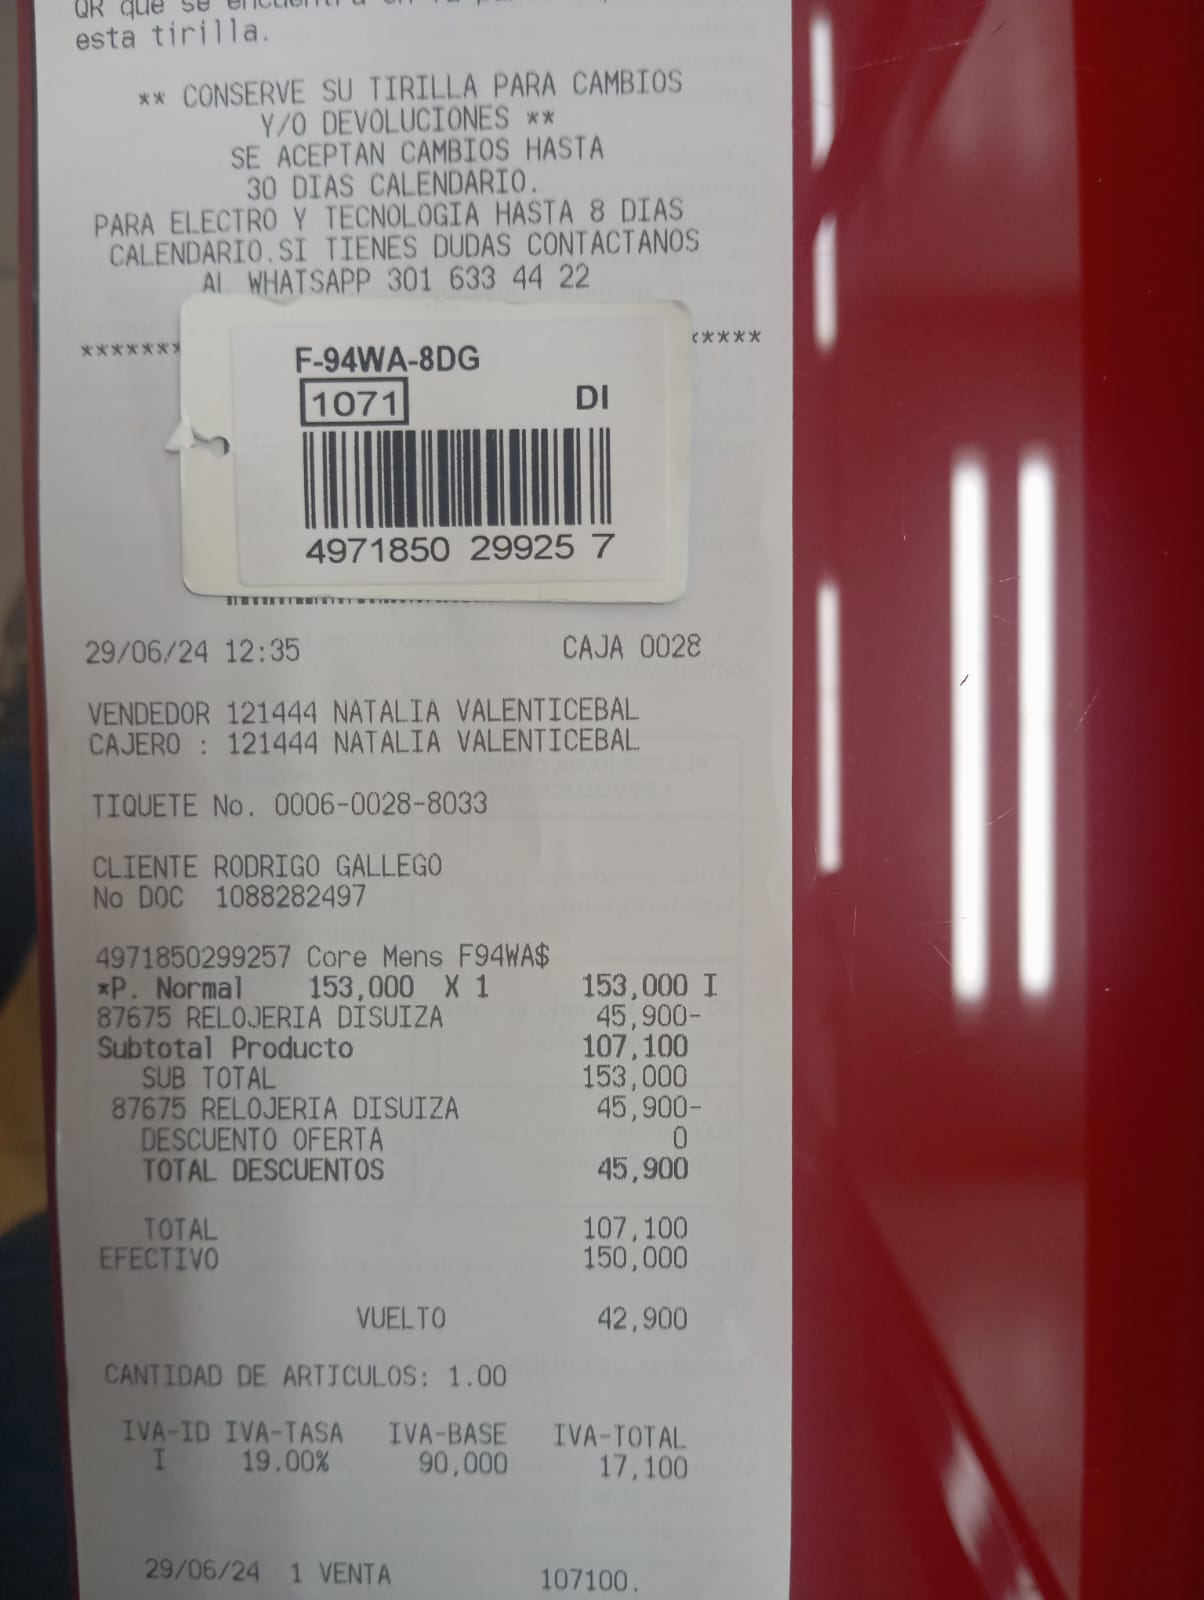 QR que se
esta tirilla.
** CONSERVE SU TIRILLA PARA CAMBIOS
Y/O DEVOLUCIONES **
SE ACEPTAN CAMBIOS HASTA
30 DIAS CALENDARIO.
PARA ELECTRO Y TECNOLOGIA HASTA 8 DIAS
CALENDARIO.SI TIENES DUDAS CONTACTANOS
AL WHATSAPP 301 633 44 22
F-94WA-8DG
1071 DI
4971850 29925 7
29/06/24 12:35 CAJA 0028
VENDEDOR 121444 NATALIA VALENTICEBAL
CAJERO : 121444 NATALIA VALENTICEBAL
TIQUETE No. 0006-0028-8033
CLIENTE RODRIGO GALLEGO
No DOC 1088282497
4971850299257 Core Mens F94WA$
*P. Normal 153,000 X 1 153,000 I
87675 RELOJERIA DISUIZA 45,900-
Subtotal Producto 107,100
SUB TOTAL 153,000
87675 RELOJERIA DISUIZA 45,900-
DESCUENTO OFERTA 0
TOTAL DESCUENTOS 45,900
TOTAL 107,100
EFECTIVO 150,000
VUELTO 42,900
CANTIDAD DE ARTICULOS: 1.00
IVA-ID IVA-TASA IVA-BASE IVA-TOTAL
I 19.00% 90,000 17,100
29/06/24 1 VENTA 107100.